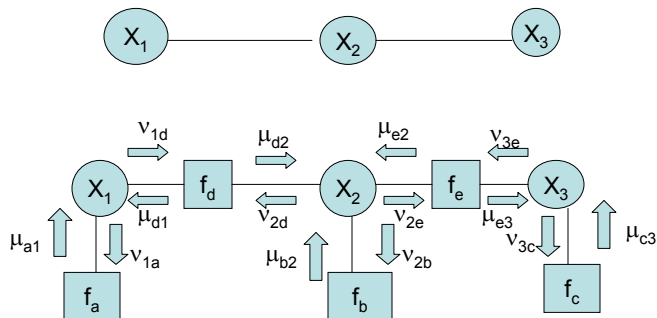 X1 X2 X3
ν1d μd2 μe2 ν3e
X1 fd X2 fe X3
μd1 ν2d ν2e μe3
μa1 ν1a μb2 ν2b ν3c μc3
fa fb fc